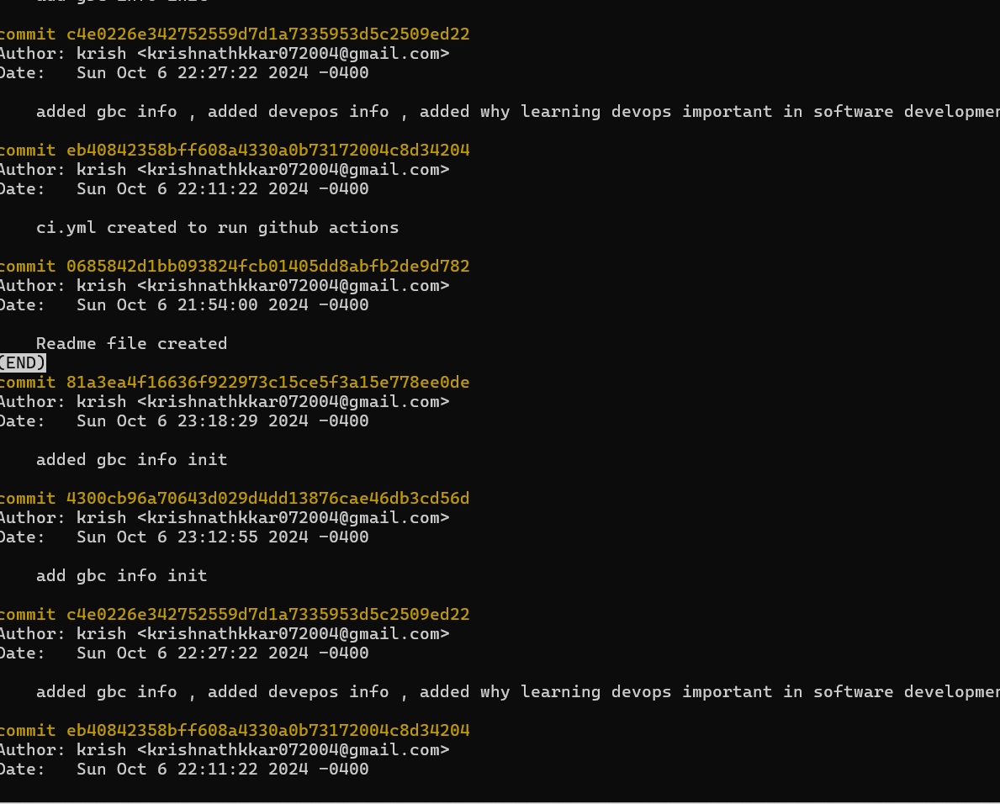 add gbc info init
commit c4e0226e342752559d7d1a7335953d5c2509ed22
Author: krish <krishnathkkar072004@gmail.com>
Date:   Sun Oct 6 22:27:22 2024 -0400
added gbc info , added devepos info , added why learning devops important in software developmen
commit eb40842358bff608a4330a0b73172004c8d34204
Author: krish <krishnathkkar072004@gmail.com>
Date:   Sun Oct 6 22:11:22 2024 -0400
ci.yml created to run github actions
commit 0685842d1bb093824fcb01405dd8abfb2de9d782
Author: krish <krishnathkkar072004@gmail.com>
Date:   Sun Oct 6 21:54:00 2024 -0400
Readme file created
(END)
commit 81a3ea4f16636f922973c15ce5f3a15e778ee0de
Author: krish <krishnathkkar072004@gmail.com>
Date:   Sun Oct 6 23:18:29 2024 -0400
added gbc info init
commit 4300cb96a70643d029d4dd13876cae46db3cd56d
Author: krish <krishnathkkar072004@gmail.com>
Date:   Sun Oct 6 23:12:55 2024 -0400
add gbc info init
commit c4e0226e342752559d7d1a7335953d5c2509ed22
Author: krish <krishnathkkar072004@gmail.com>
Date:   Sun Oct 6 22:27:22 2024 -0400
added gbc info , added devepos info , added why learning devops important in software developmen
commit eb40842358bff608a4330a0b73172004c8d34204
Author: krish <krishnathkkar072004@gmail.com>
Date:   Sun Oct 6 22:11:22 2024 -0400